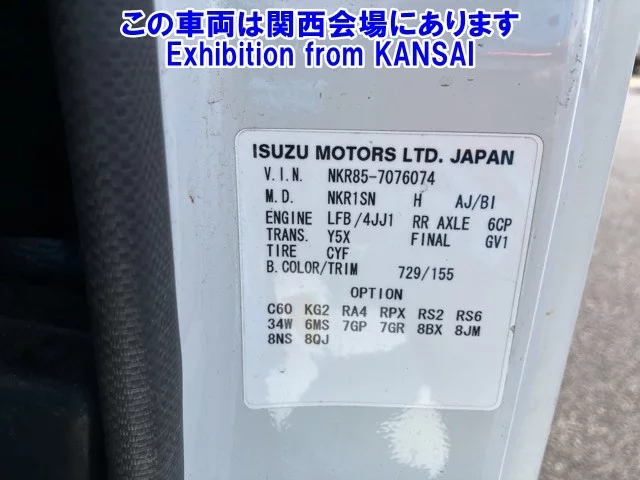 この車両は関西会場にあります
Exhibition from KANSAI
ISUZU MOTORS LTD. JAPAN
V.I.N. NKR85-7076074
M.D. NKR1SN H AJ/BI
ENGINE LFB/4JJ1 RR AXLE 6CP
TRANS. Y5X FINAL GV1
TIRE CYF
B.COLOR/TRIM 729/155
OPTION
C60 KG2 RA4 RPX RS2 RS6
34W 6MS 7GP 7GR 8BX 8JM
8NS 8QJ